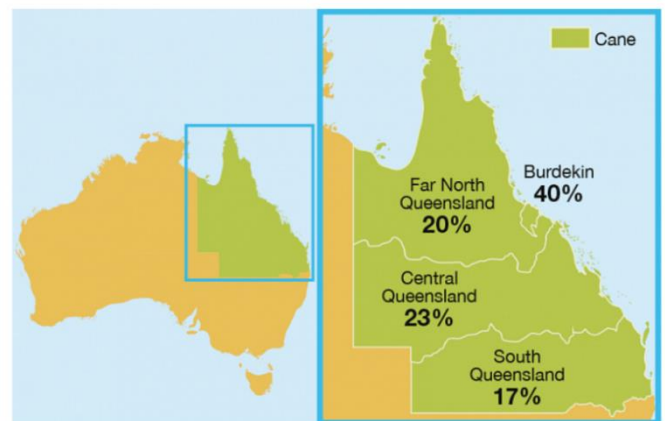 Cane
Burdekin
40%
Far North
Queensland
20%
Central
Queensland
23%
South
Queensland
17%